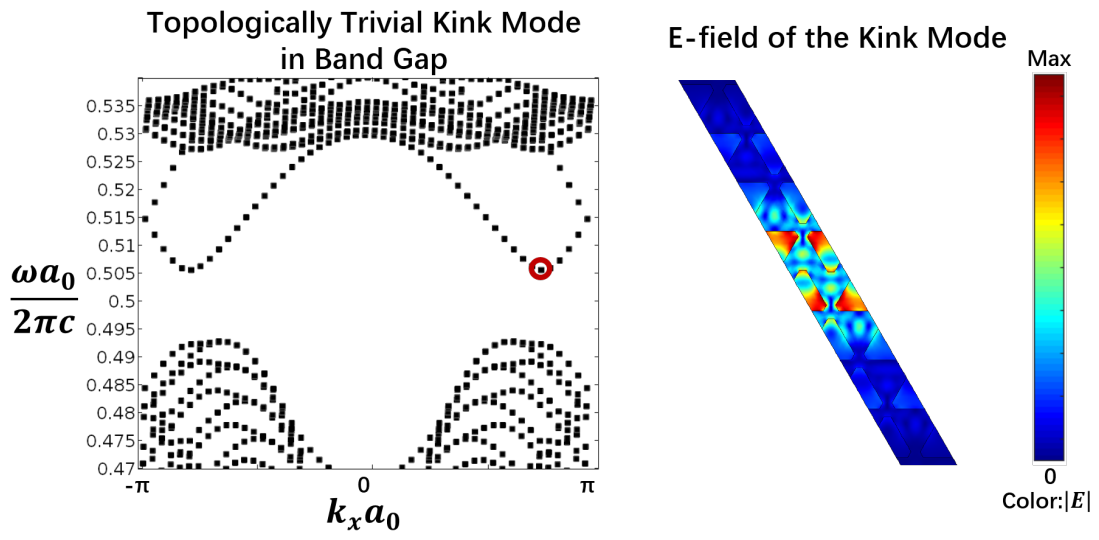 Topologically Trivial Kink Mode
in Band Gap
E-field of the Kink Mode
Max
0.535
0.53
0.525
0.52
0.515
0.51
0.505
0.5
0.495
0.49
0.485
0.48
0.475
0.47
ωa₀
2πc
-π 0 π
kₓa₀
0
Color:|E|